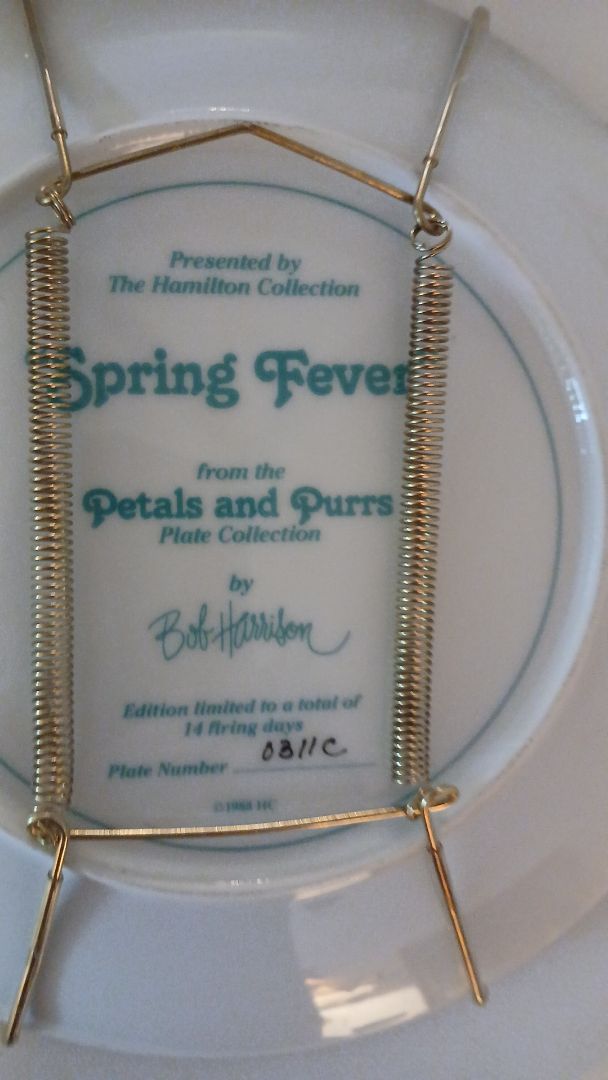 Presented by
The Hamilton Collection
Spring Fever
from the
Petals and Purrs
Plate Collection
by
Bob Harrison
Edition limited to a total of
14 firing days
Plate Number 0311C
©1988 HC